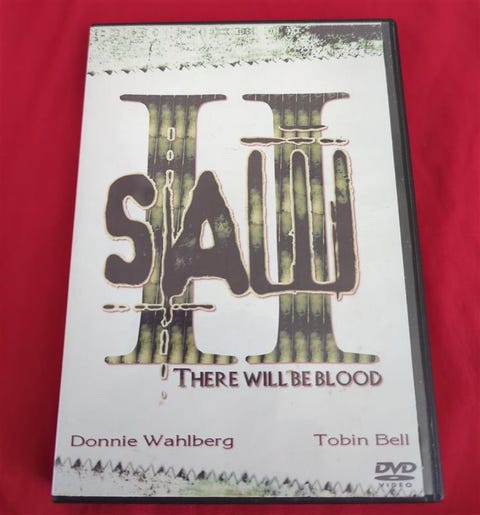 II
SAW
THERE WILL BE BLOOD
Donnie Wahlberg Tobin Bell
DVD
VIDEO